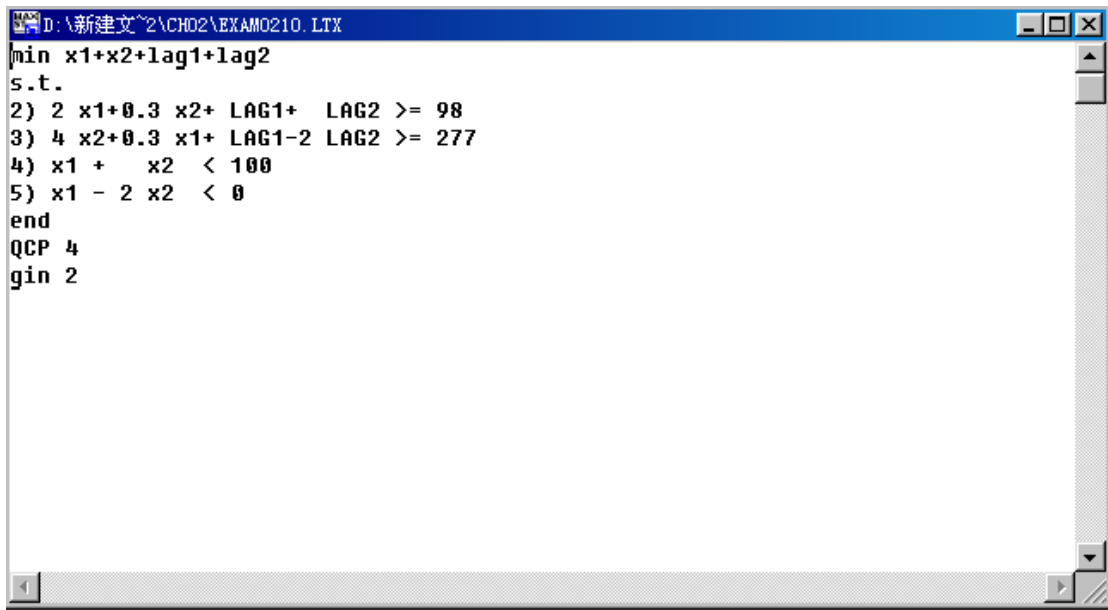 D:\新建文~2\CH02\EXAM0210.LTX
min x1+x2+lag1+lag2
s.t.
2) 2 x1+0.3 x2+ LAG1+  LAG2 >= 98
3) 4 x2+0.3 x1+ LAG1-2 LAG2 >= 277
4) x1 +   x2  < 100
5) x1 - 2 x2  < 0
end
QCP 4
gin 2